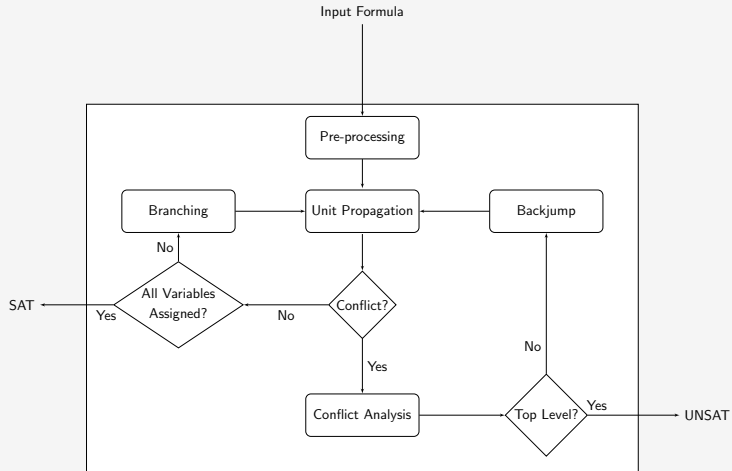 Input Formula
Pre-processing
Branching
Unit Propagation
Backjump
No
All Variables
Assigned?
SAT
Yes
No
Conflict?
No
Yes
Conflict Analysis
Top Level?
Yes
UNSAT